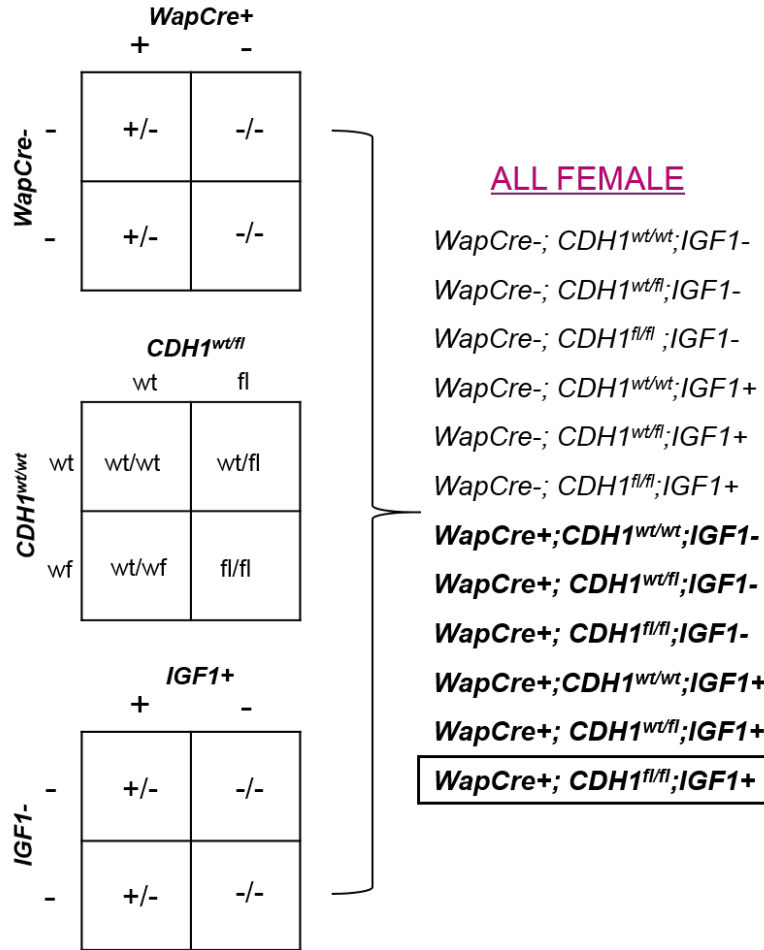 WapCre+
+ -
WapCre-
- +/- -/-
- +/- -/-
CDH1wt/fl
wt fl
CDH1wt/wt
wt wt/wt wt/fl
wf wt/wf fl/fl
IGF1+
+ -
IGF1-
- +/- -/-
- +/- -/-
ALL FEMALE
WapCre-; CDH1wt/wt;IGF1-
WapCre-; CDH1wt/fl;IGF1-
WapCre-; CDH1fl/fl ;IGF1-
WapCre-; CDH1wt/wt;IGF1+
WapCre-; CDH1wt/fl;IGF1+
WapCre-; CDH1fl/fl;IGF1+
WapCre+;CDH1wt/wt;IGF1-
WapCre+; CDH1wt/fl;IGF1-
WapCre+; CDH1fl/fl;IGF1-
WapCre+;CDH1wt/wt;IGF1+
WapCre+; CDH1wt/fl;IGF1+
WapCre+; CDH1fl/fl;IGF1+